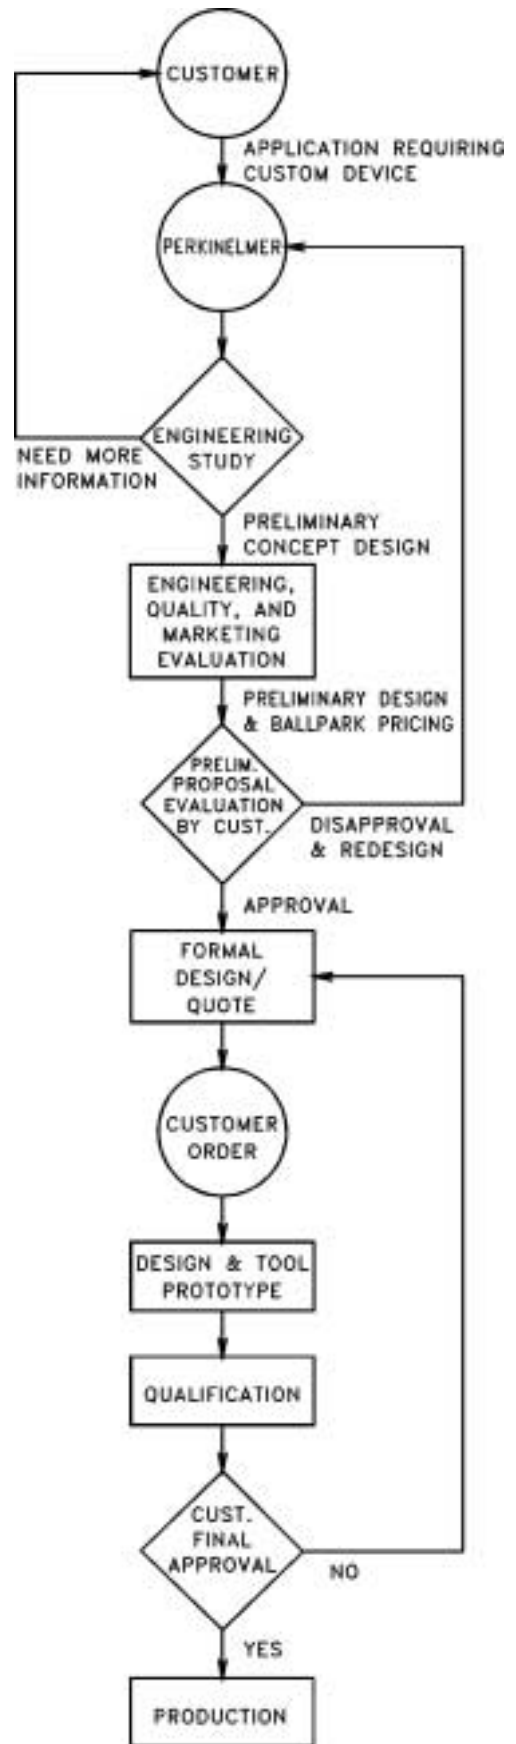 CUSTOMER
APPLICATION REQUIRING
CUSTOM DEVICE
PERKINELMER
ENGINEERING
STUDY
NEED MORE
INFORMATION
PRELIMINARY
CONCEPT DESIGN
ENGINEERING,
QUALITY, AND
MARKETING
EVALUATION
PRELIMINARY DESIGN
& BALLPARK PRICING
PRELIM.
PROPOSAL
EVALUATION
BY CUST.
DISAPPROVAL
& REDESIGN
APPROVAL
FORMAL
DESIGN/
QUOTE
CUSTOMER
ORDER
DESIGN & TOOL
PROTOTYPE
QUALIFICATION
CUST.
FINAL
APPROVAL
NO
YES
PRODUCTION